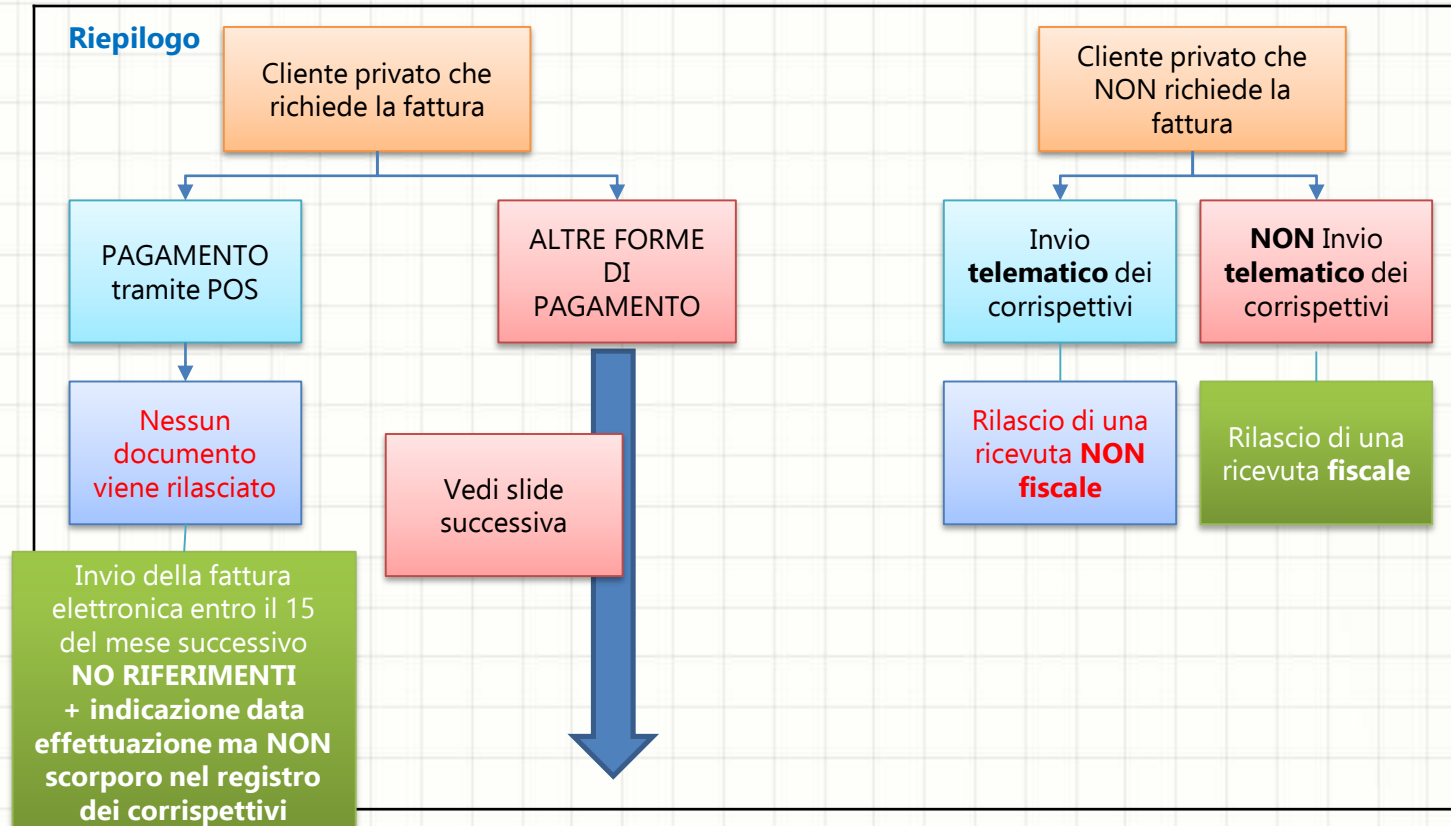 Riepilogo
Cliente privato che
richiede la fattura
Cliente privato che
NON richiede la
fattura
PAGAMENTO
tramite POS
ALTRE FORME
DI
PAGAMENTO
Invio
telematico dei
corrispettivi
NON Invio
telematico dei
corrispettivi
Nessun
documento
viene rilasciato
Vedi slide
successiva
Rilascio di una
ricevuta NON
fiscale
Rilascio di una
ricevuta fiscale
Invio della fattura
elettronica entro il 15
del mese successivo
NO RIFERIMENTI
+ indicazione data
effettuazione ma NON
scorporo nel registro
dei corrispettivi